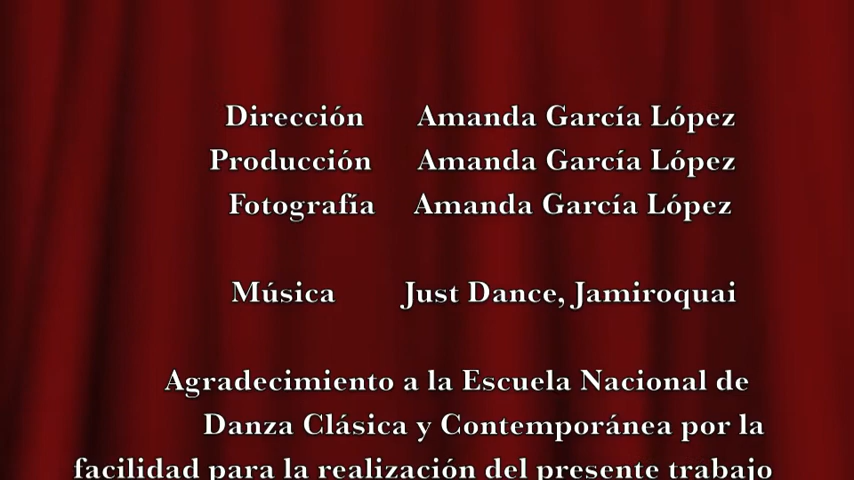 Dirección Amanda García López
Producción Amanda García López
Fotografía Amanda García López
Música Just Dance, Jamiroquai
Agradecimiento a la Escuela Nacional de
Danza Clásica y Contemporánea por la
facilidad para la realización del presente trabajo